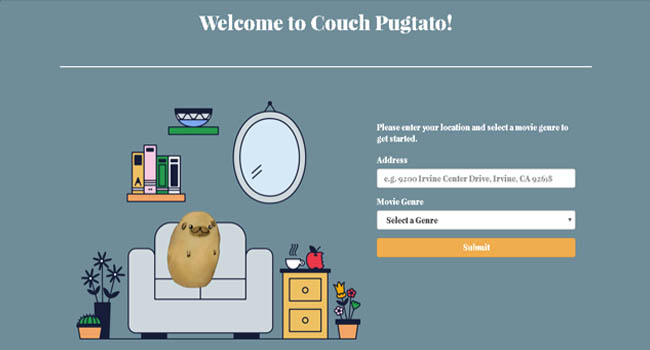 Welcome to Couch Pugtato!
Please enter your location and select a movie genre to
get started.
Address
e.g. 9200 Irvine Center Drive, Irvine, CA 92618
Movie Genre
Select a Genre
Submit